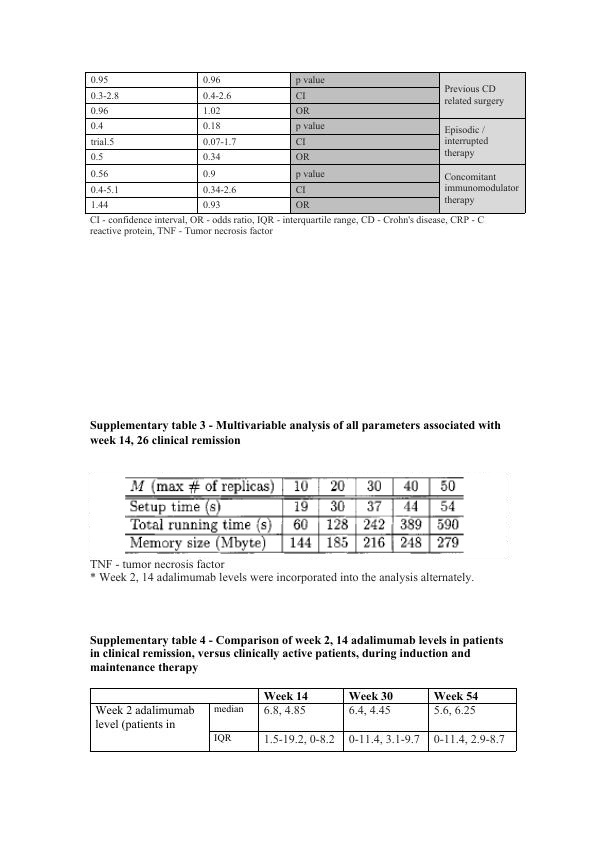 0.95 0.96 p value Previous CD related surgery
0.3-2.8 0.4-2.6 CI
0.96 1.02 OR
0.4 0.18 p value Episodic / interrupted therapy
trial.5 0.07-1.7 CI
0.5 0.34 OR
0.56 0.9 p value Concomitant immunomodulator therapy
0.4-5.1 0.34-2.6 CI
1.44 0.93 OR
CI - confidence interval, OR - odds ratio, IQR - interquartile range, CD - Crohn's disease, CRP - C
reactive protein, TNF - Tumor necrosis factor
Supplementary table 3 - Multivariable analysis of all parameters associated with
week 14, 26 clinical remission
M (max # of replicas) 10 20 30 40 50
Setup time (s) 19 30 37 44 54
Total running time (s) 60 128 242 389 590
Memory size (Mbyte) 144 185 216 248 279
TNF - tumor necrosis factor
* Week 2, 14 adalimumab levels were incorporated into the analysis alternately.
Supplementary table 4 - Comparison of week 2, 14 adalimumab levels in patients
in clinical remission, versus clinically active patients, during induction and
maintenance therapy
Week 14 Week 30 Week 54
Week 2 adalimumab median 6.8, 4.85 6.4, 4.45 5.6, 6.25
level (patients in
IQR 1.5-19.2, 0-8.2 0-11.4, 3.1-9.7 0-11.4, 2.9-8.7